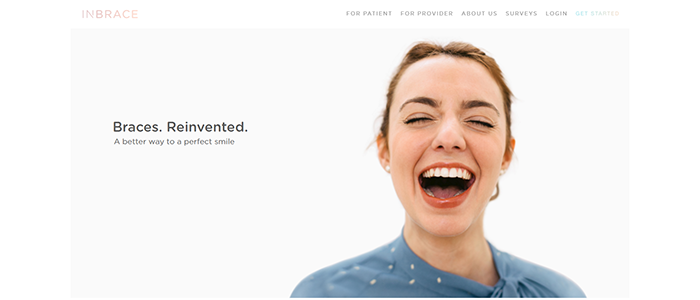 INBRACE
FOR PATIENT FOR PROVIDER ABOUT US SURVEYS LOGIN GET STARTED
Braces. Reinvented.
A better way to a perfect smile